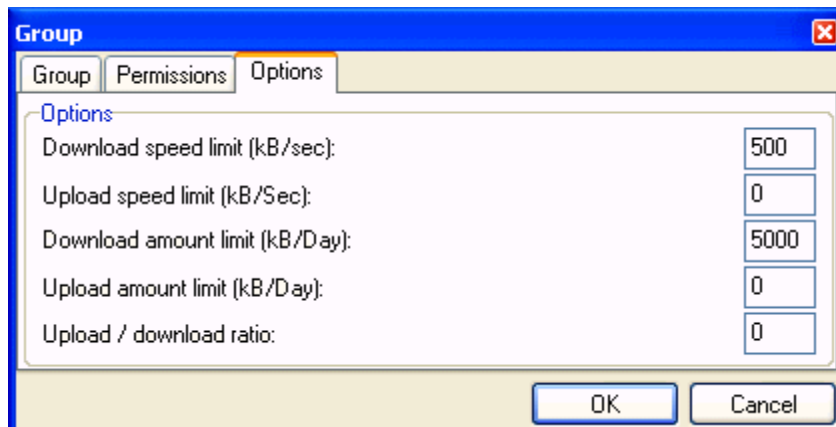 Group
Group Permissions Options
Options
Download speed limit (kB/sec): 500
Upload speed limit (kB/Sec): 0
Download amount limit (kB/Day): 5000
Upload amount limit (kB/Day): 0
Upload / download ratio: 0
OK Cancel